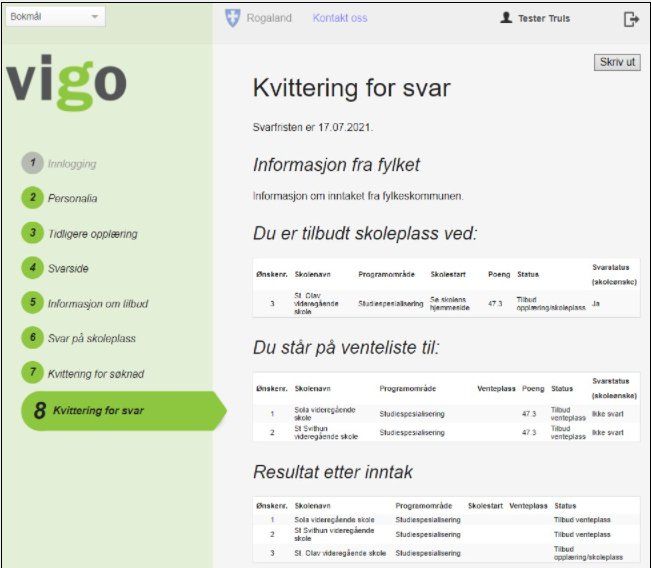 Bokmål
Rogaland Kontakt oss Tester Truls
vigo
Skriv ut
Kvittering for svar
Svarfristen er 17.07.2021.
1 Innlogging
2 Personalia
3 Tidligere opplæring
4 Svarside
5 Informasjon om tilbud
6 Svar på skoleplass
7 Kvittering for søknad
8 Kvittering for svar
Informasjon fra fylket
Informasjon om inntaket fra fylkeskommunen.
Du er tilbudt skoleplass ved:
Ønskenr. Skolenavn Programområde Skolestart Poeng Status Svarstatus (skoleønske)
3 St. Olav videregående skole Studiespesialisering Se skolens hjemmeside 47.3 Tilbud opplæring/skoleplass Ja
Du står på venteliste til:
Ønskenr. Skolenavn Programområde Venteplass Poeng Status Svarstatus (skoleønske)
1 Sola videregående skole Studiespesialisering 47.3 Tilbud venteplass Ikke svart
2 St Svithun videregående skole Studiespesialisering 47.3 Tilbud venteplass Ikke svart
Resultat etter inntak
Ønskenr. Skolenavn Programområde Skolestart Venteplass Status
1 Sola videregående skole Studiespesialisering Tilbud venteplass
2 St Svithun videregående skole Studiespesialisering Tilbud venteplass
3 St. Olav videregående skole Studiespesialisering Tilbud opplæring/skoleplass